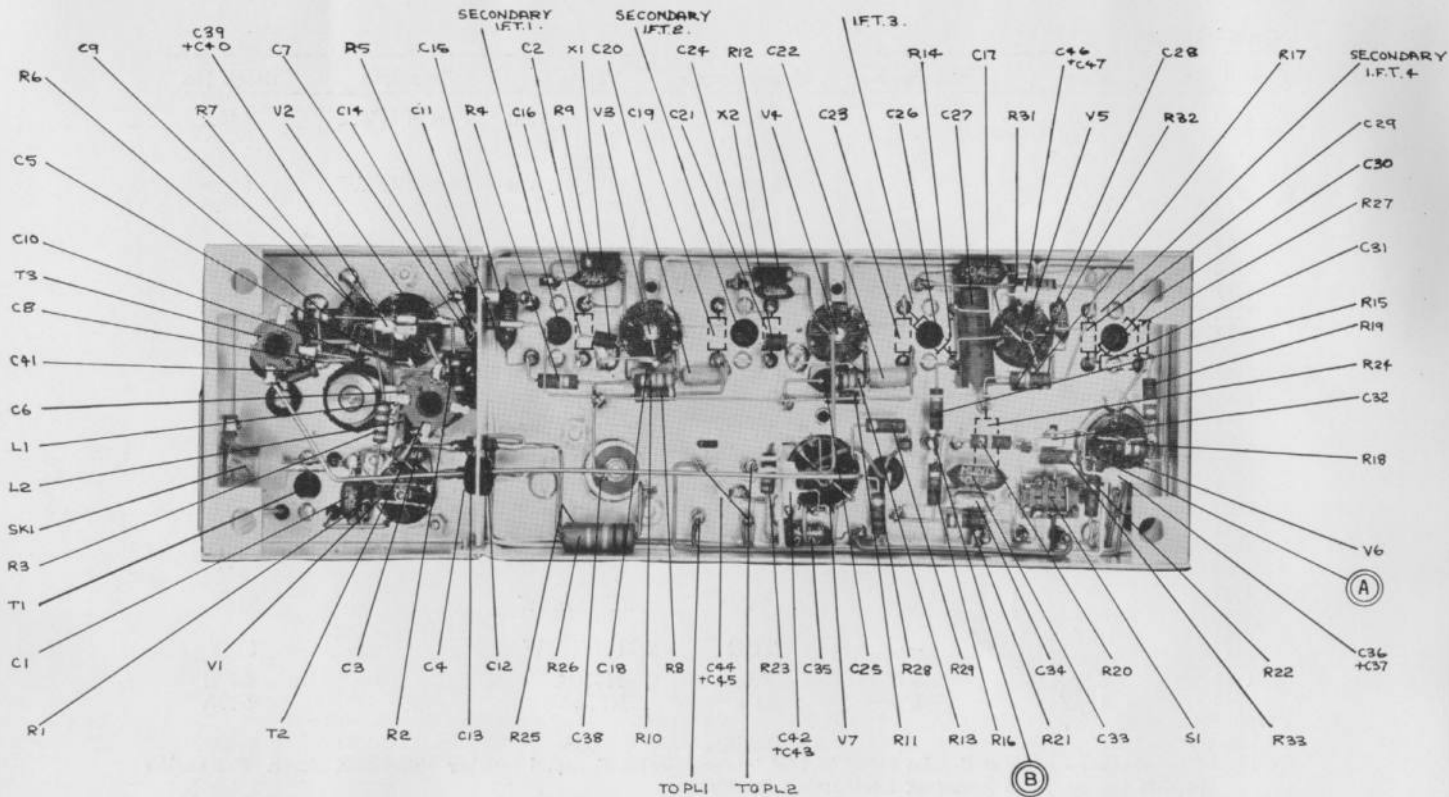 SECONDARY
I.F.T.1.
SECONDARY
I.F.T.2.
I.F.T.3.
C9
C39
+C40
C7
R5
C15
C2
X1
C20
C24
R12
C22
R14
C17
C46
+C47
C28
R17
SECONDARY
I.F.T.4
R6
R7
V2
C14
C11
R4
C16
R9
V3
C19
C21
X2
V4
C23
C26
C27
R31
V5
R32
C29
C5
C30
R27
C10
C31
T3
R15
C8
R19
C41
R24
C6
C32
L1
R18
L2
SK1
V6
R3
A
T1
C1
V1
C3
C4
C12
R26
C18
R8
C44
+C45
R23
C35
C25
R28
R29
C34
R20
R22
C36
+C37
R1
T2
R2
C13
R25
C38
R10
C42
+C43
V7
R11
R13
R16
R21
C33
S1
R33
B
TO PL1
TO PL2